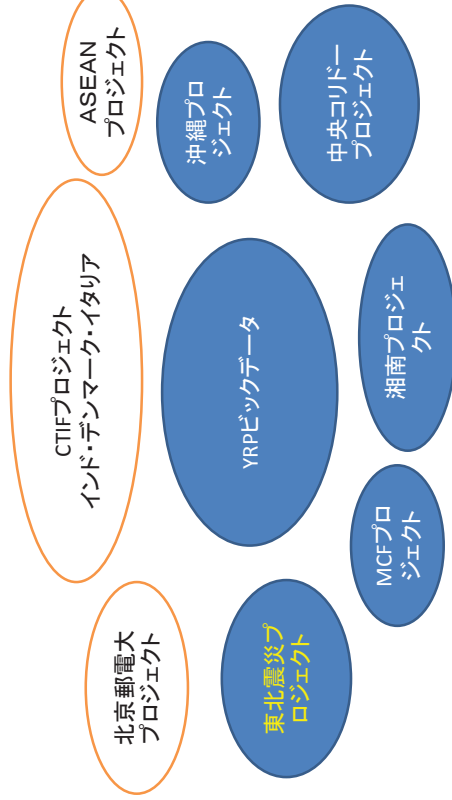 北京郵電大
プロジェクト
CTIFプロジェクト
インド・デンマーク・イタリア
ASEAN
プロジェクト
東北震災プ
ロジェクト
YRPビックデータ
沖縄プロ
ジェクト
MCFプロ
ジェクト
湘南プロジェ
クト
中央コリドー
プロジェクト